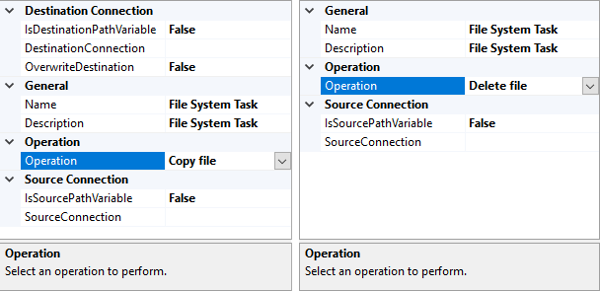 Destination Connection
IsDestinationPathVariable False
DestinationConnection
OverwriteDestination False
General
Name File System Task
Description File System Task
Operation
Operation Copy file
Source Connection
IsSourcePathVariable False
SourceConnection
Operation
Select an operation to perform.
General
Name File System Task
Description File System Task
Operation
Operation Delete file
Source Connection
IsSourcePathVariable False
SourceConnection
Operation
Select an operation to perform.